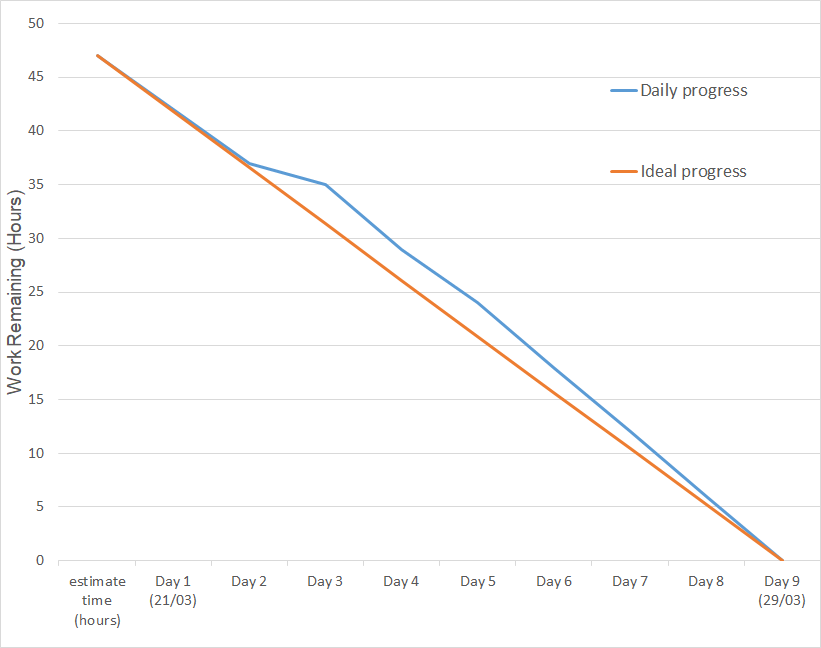 50
45
40
35
30
25
20
15
10
5
0
Work Remaining (Hours)
Daily progress
Ideal progress
estimate
time
(hours)
Day 1
(21/03)
Day 2
Day 3
Day 4
Day 5
Day 6
Day 7
Day 8
Day 9
(29/03)